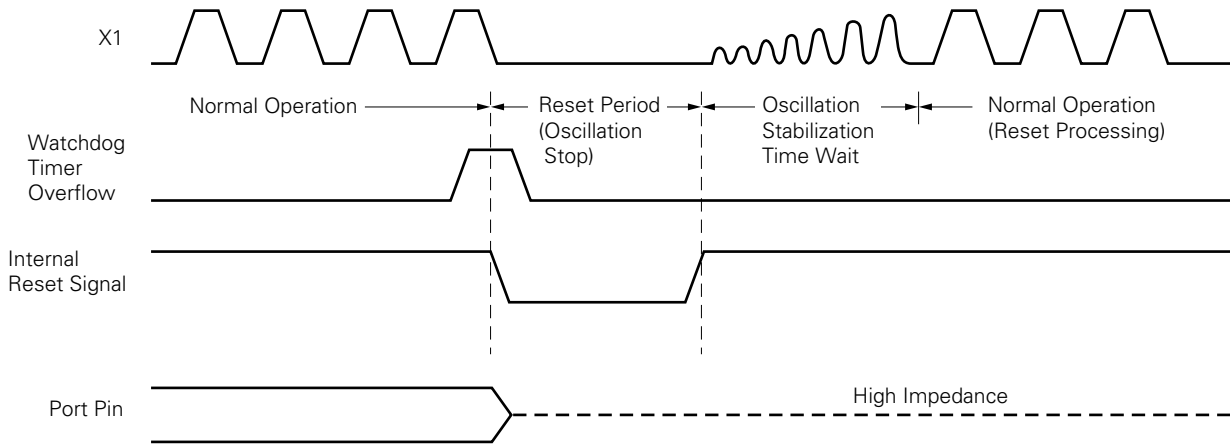 X1
Normal Operation
Reset Period
(Oscillation
Stop)
Oscillation
Stabilization
Time Wait
Normal Operation
(Reset Processing)
Watchdog
Timer
Overflow
Internal
Reset Signal
Port Pin
High Impedance